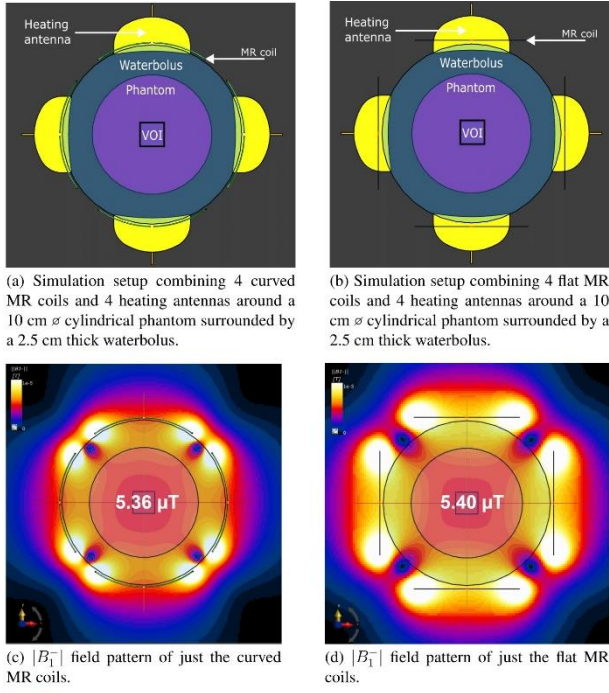 Heating
antenna
MR coil
Waterbolus
Phantom
VOI
Heating
antenna
MR coil
Waterbolus
Phantom
VOI
(a) Simulation setup combining 4 curved
MR coils and 4 heating antennas around a
10 cm ⌀ cylindrical phantom surrounded by
a 2.5 cm thick waterbolus.
(b) Simulation setup combining 4 flat MR
coils and 4 heating antennas around a 10
cm ⌀ cylindrical phantom surrounded by a
2.5 cm thick waterbolus.
5.36 µT
5.40 µT
(c) |B₁⁻| field pattern of just the curved
MR coils.
(d) |B₁⁻| field pattern of just the flat MR
coils.